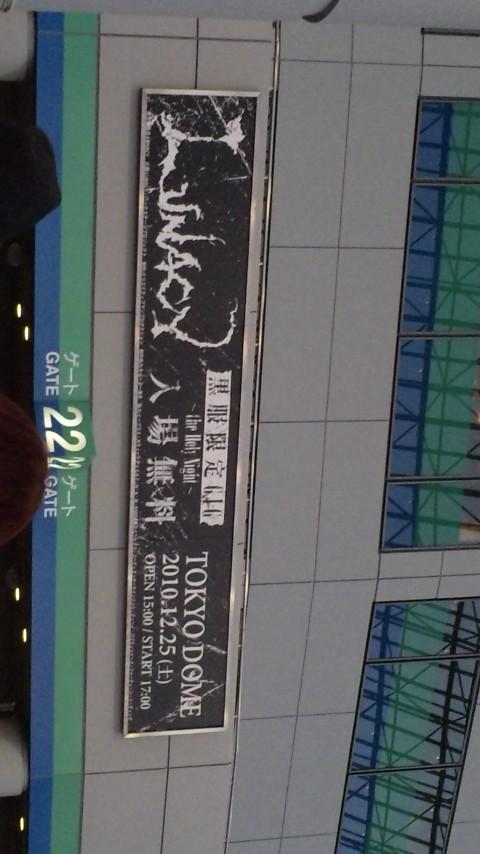 LUNACY
黒服限定GIG
~the Holy Night~
入場無料
TOKYO DOME
2010.12.25(土)
OPEN 15:00 / START 17:00
ゲート 22 ゲート
GATE GATE